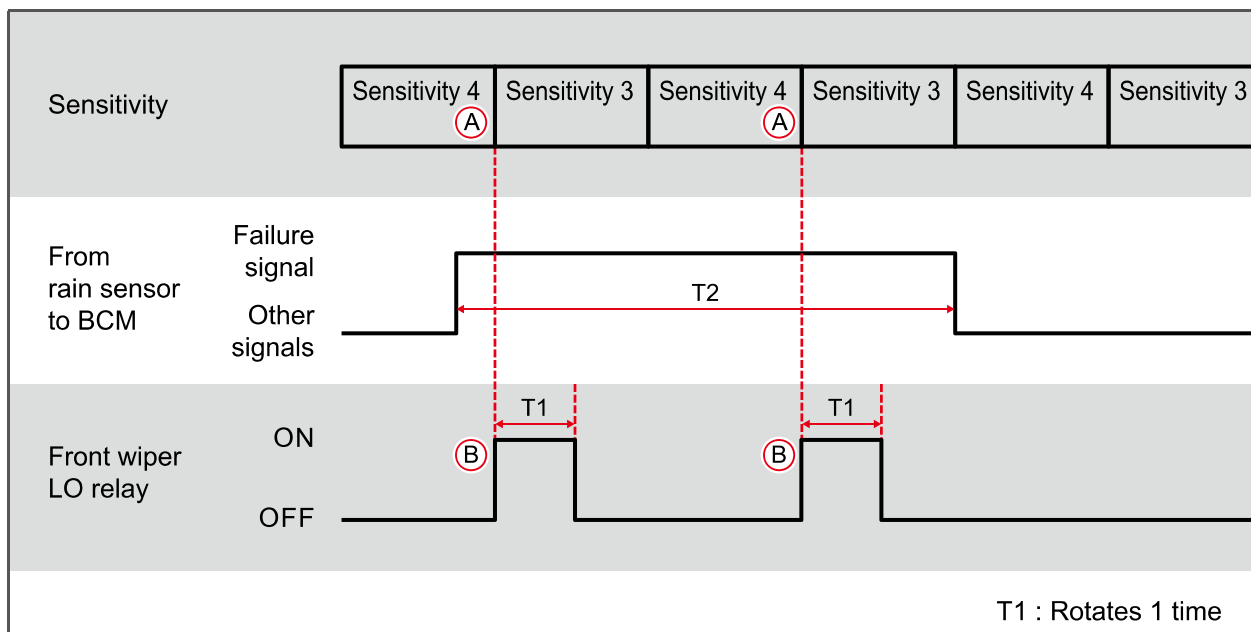 Sensitivity
Sensitivity 4
A
Sensitivity 3
Sensitivity 4
A
Sensitivity 3
Sensitivity 4
Sensitivity 3
From
rain sensor
to BCM
Failure
signal
Other
signals
T2
Front wiper
LO relay
ON
OFF
B
T1
B
T1
T1 : Rotates 1 time